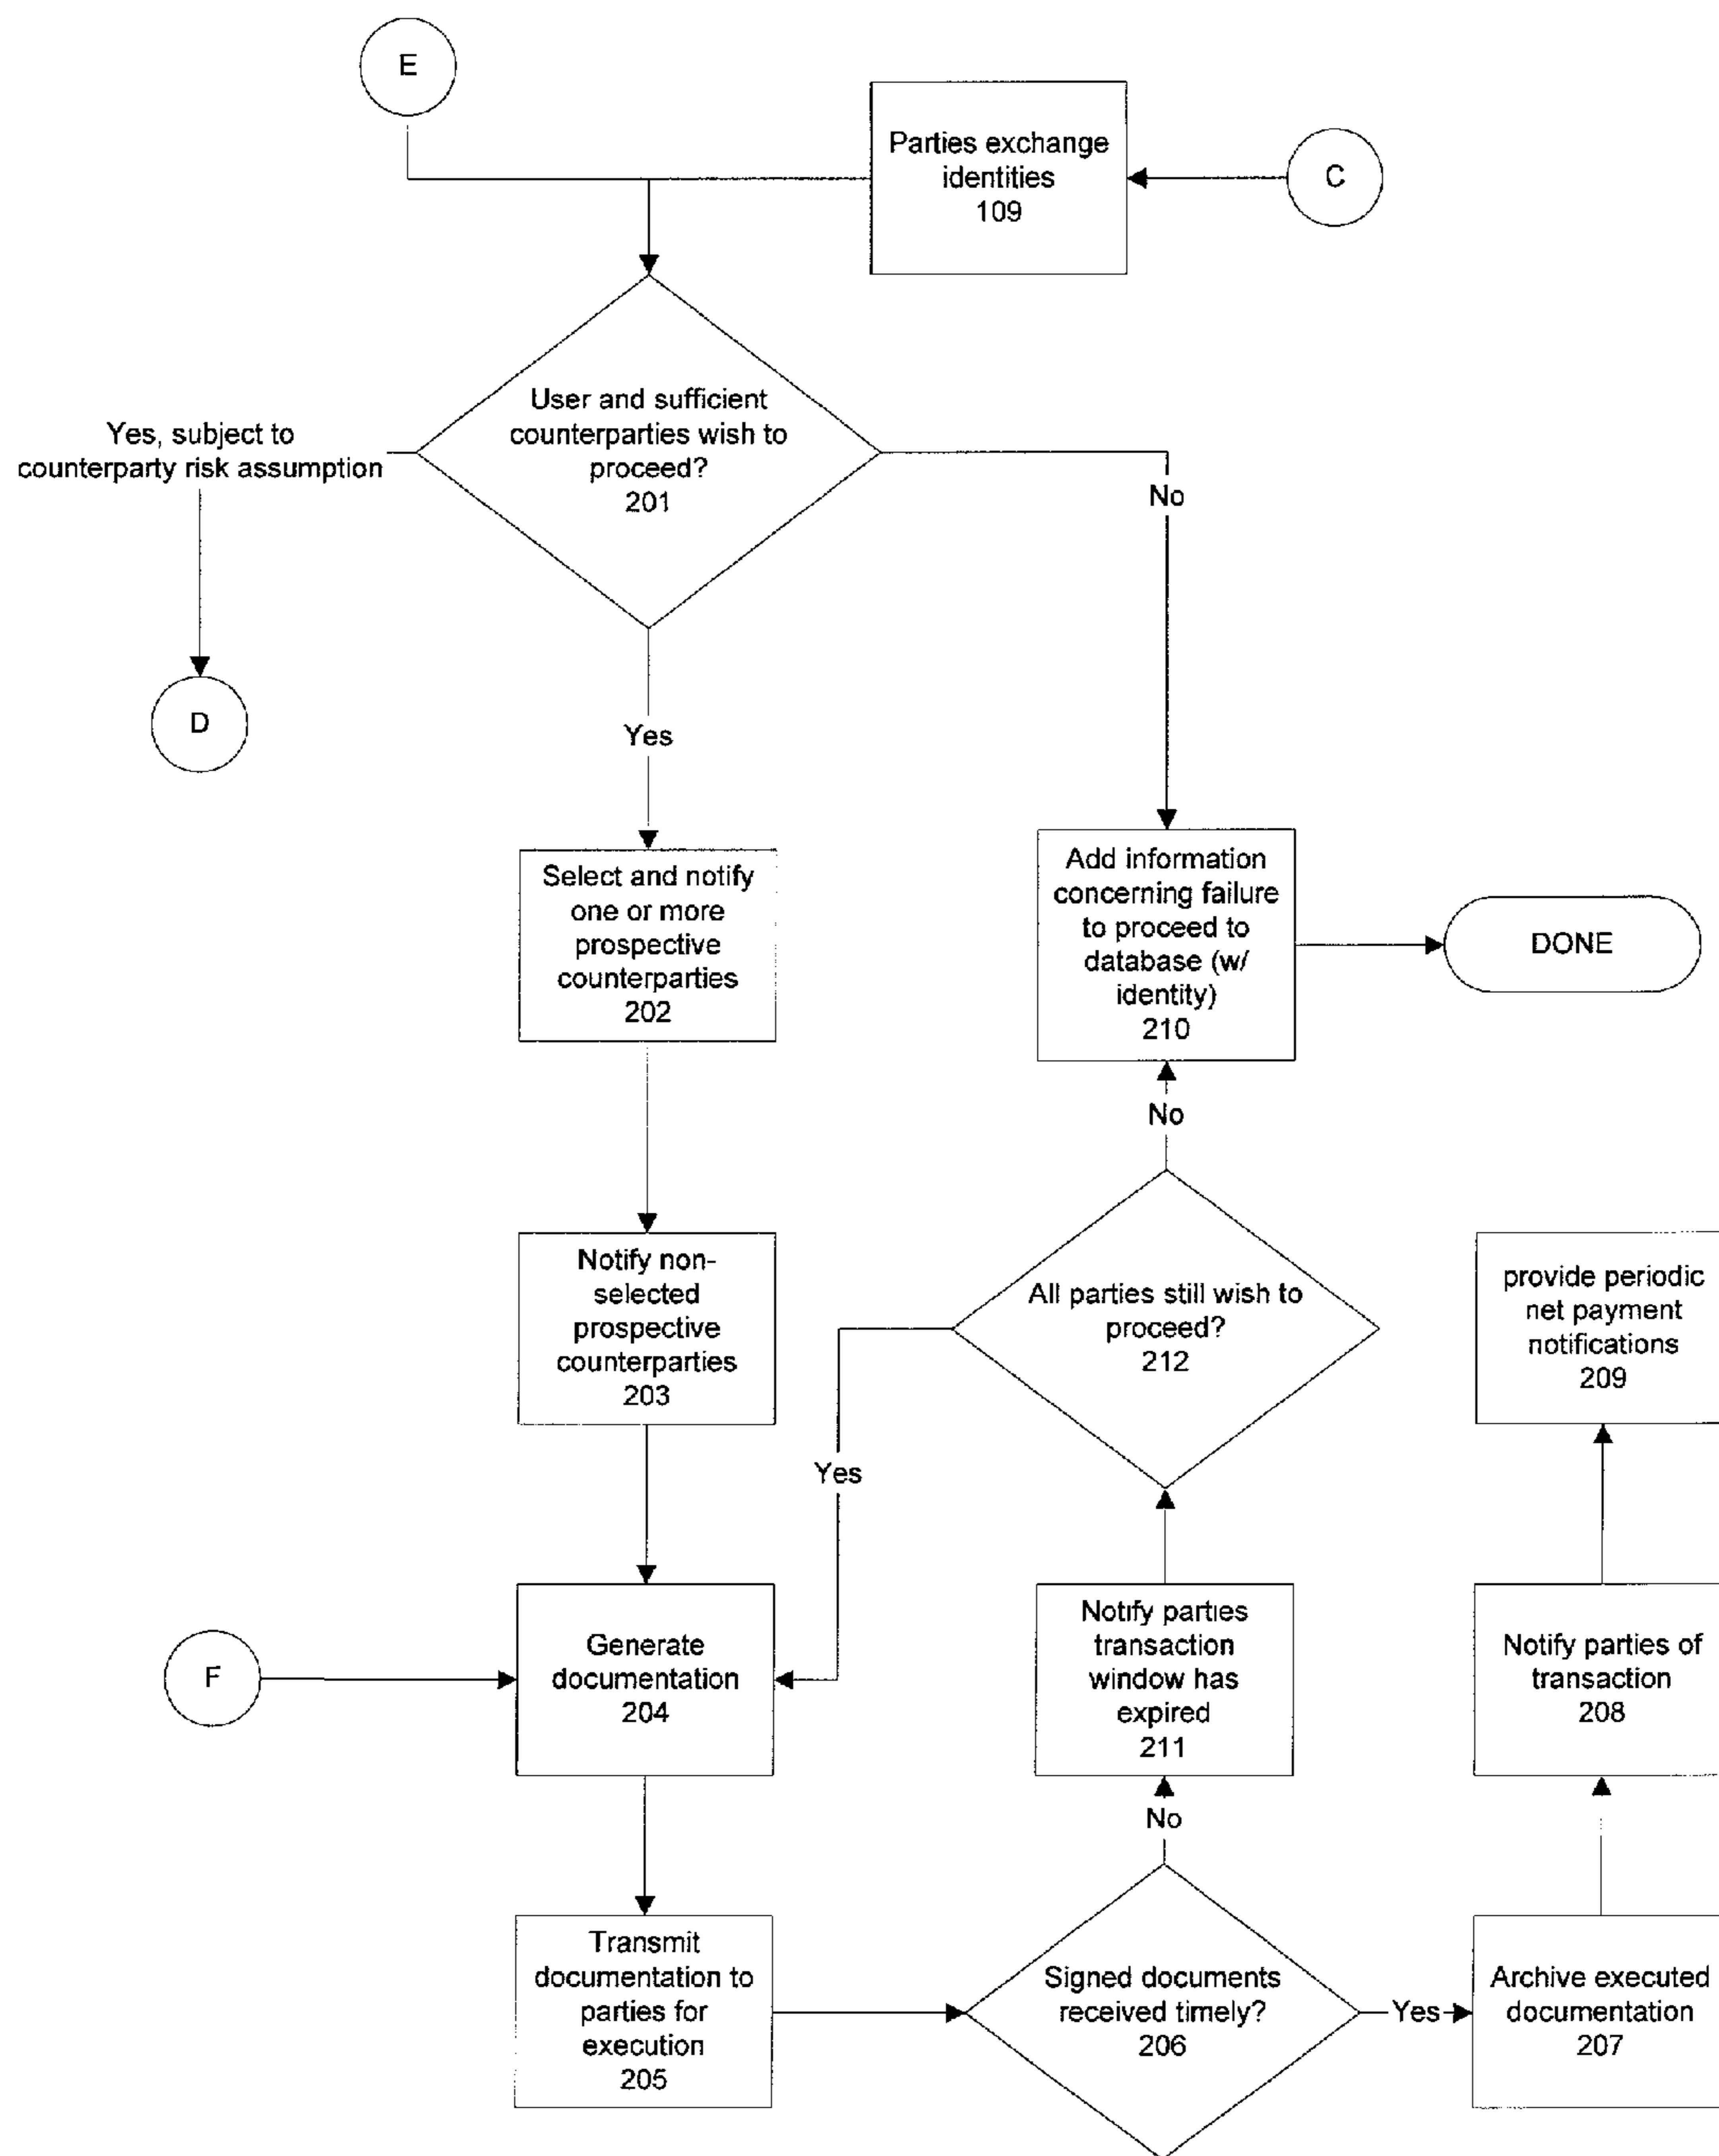 E
Parties exchange
identities
109
C
User and sufficient
counterparties wish to
proceed?
201
Yes, subject to
counterparty risk assumption
No
D
Yes
Select and notify
one or more
prospective
counterparties
202
Add information
concerning failure
to proceed to
database (w/
identity)
210
DONE
No
Notify non-
selected
prospective
counterparties
203
All parties still wish to
proceed?
212
provide periodic
net payment
notifications
209
Yes
F
Generate
documentation
204
Notify parties
transaction
window has
expired
211
Notify parties of
transaction
208
No
Transmit
documentation to
parties for
execution
205
Signed documents
received timely?
206
Yes
Archive executed
documentation
207